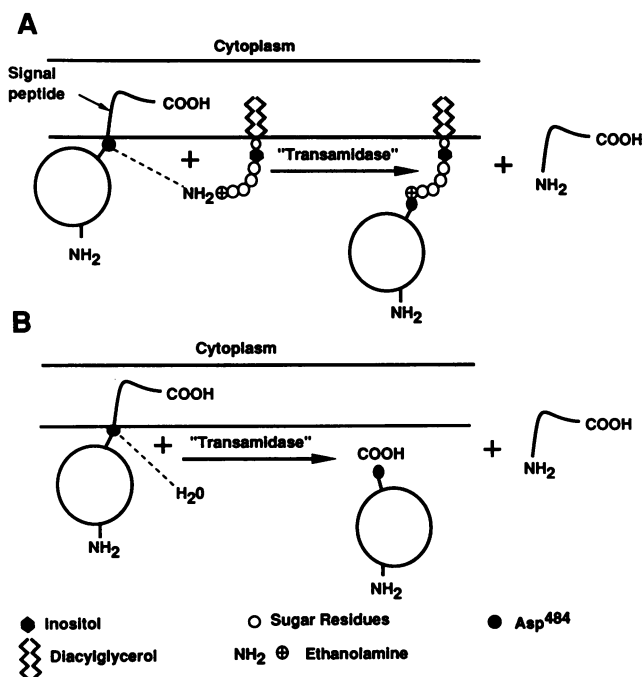 A
Cytoplasm
Signal
peptide
COOH
+
"Transamidase"
+
COOH
NH2
NH2
NH2
NH2
B
Cytoplasm
COOH
+
"Transamidase"
COOH
+
COOH
H20
NH2
NH2
NH2
Inositol
Sugar Residues
Asp484
Diacylglycerol
NH2 ⊕ Ethanolamine